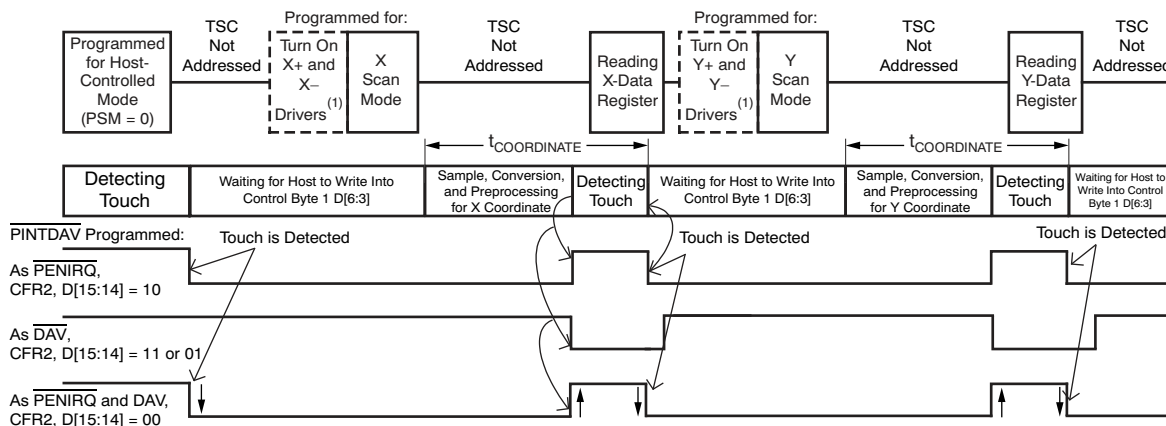 Programmed for:
Programmed for:
Programmed
for Host-
Controlled
Mode
(PSM = 0)
TSC
Not
Addressed
Turn On
X+ and
X–
Drivers(1)
X
Scan
Mode
TSC
Not
Addressed
Reading
X-Data
Register
Turn On
Y+ and
Y–
Drivers(1)
Y
Scan
Mode
TSC
Not
Addressed
Reading
Y-Data
Register
TSC
Not
Addressed
tCOORDINATE
tCOORDINATE
Detecting
Touch
Waiting for Host to Write Into
Control Byte 1 D[6:3]
Sample, Conversion,
and Preprocessing
for X Coordinate
Detecting
Touch
Waiting for Host to Write Into
Control Byte 1 D[6:3]
Sample, Conversion,
and Preprocessing
for Y Coordinate
Detecting
Touch
Waiting for Host to
Write Into Control
Byte 1 D[6:3]
PINTDAV Programmed:
Touch is Detected
Touch is Detected
Touch is Detected
As PENIRQ,
CFR2, D[15:14] = 10
As DAV,
CFR2, D[15:14] = 11 or 01
As PENIRQ and DAV,
CFR2, D[15:14] = 00